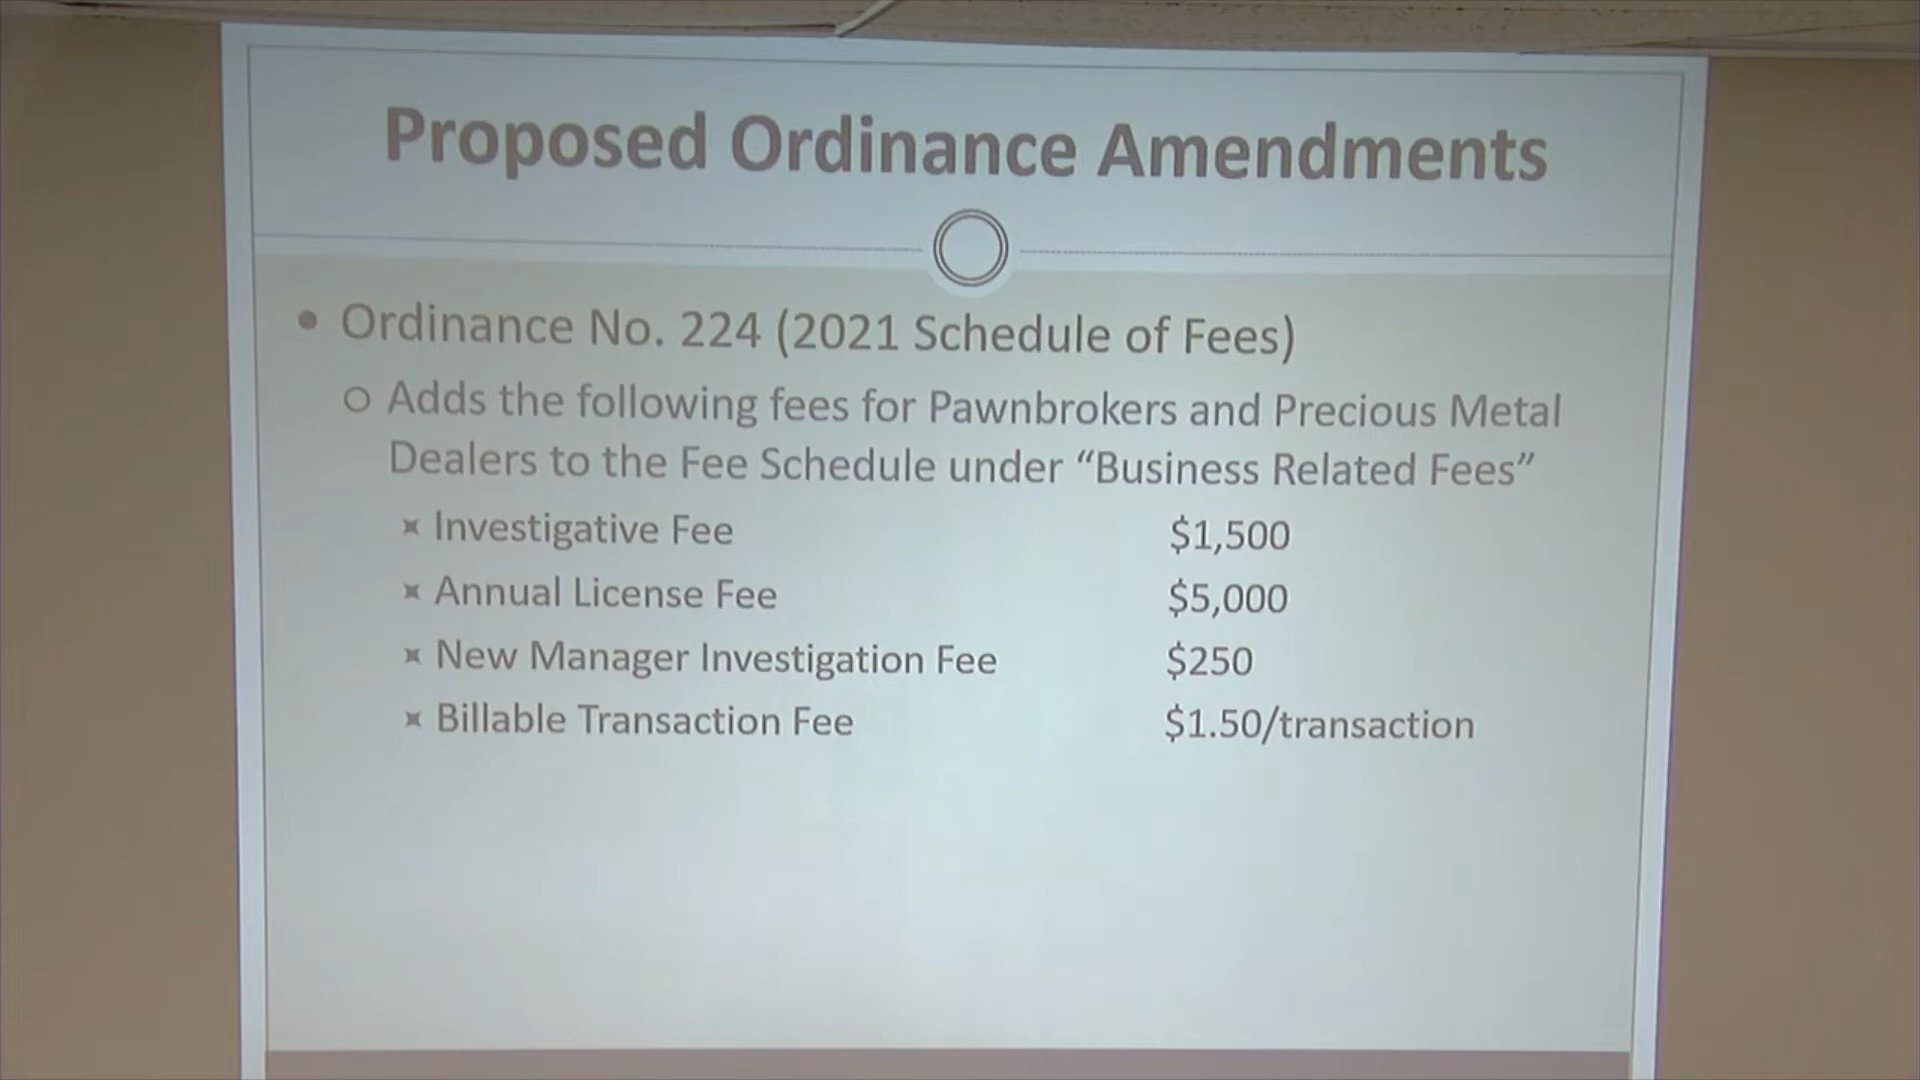 Proposed Ordinance Amendments
• Ordinance No. 224 (2021 Schedule of Fees)
○ Adds the following fees for Pawnbrokers and Precious Metal
Dealers to the Fee Schedule under “Business Related Fees”
Investigative Fee $1,500
Annual License Fee $5,000
New Manager Investigation Fee $250
Billable Transaction Fee $1.50/transaction